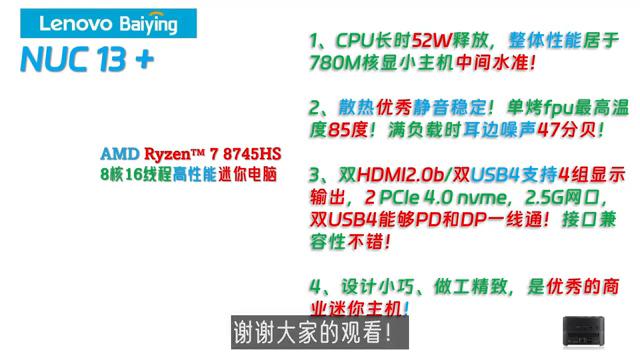 Lenovo Baiying
NUC 13 +
AMD Ryzen™ 7 8745HS
8核16线程高性能迷你电脑
1、CPU长时52W释放，整体性能居于
780M核显小主机中间水准！
2、散热优秀静音稳定！单烤fpu最高温
度85度！满负载时耳边噪声47分贝！
3、双HDMI2.0b/双USB4支持4组显示
输出，2 PCIe 4.0 nvme，2.5G网口，
双USB4能够PD和DP一线通！接口兼
容性不错！
4、设计小巧、做工精致，是优秀的商
业迷你主机！
谢谢大家的观看！